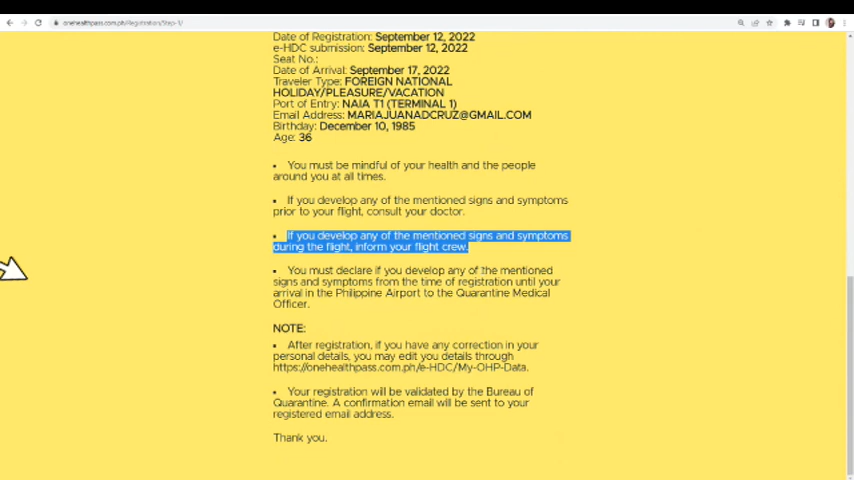 onehealthpass.com.ph/Registration/Step-3/
Date of Registration: September 12, 2022
e-HDC submission: September 12, 2022
Seat No.:
Date of Arrival: September 17, 2022
Traveler Type: FOREIGN NATIONAL
HOLIDAY/PLEASURE/VACATION
Port of Entry: NAIA T1 (TERMINAL 1)
Email Address: MARIAJUANADCRUZ@GMAIL.COM
Birthday: December 10, 1985
Age: 36
• You must be mindful of your health and the people
around you at all times.
• If you develop any of the mentioned signs and symptoms
prior to your flight, consult your doctor.
• If you develop any of the mentioned signs and symptoms
during the flight, inform your flight crew.
• You must declare if you develop any of the mentioned
signs and symptoms from the time of registration until your
arrival in the Philippine Airport to the Quarantine Medical
Officer.
NOTE:
• After registration, if you have any correction in your
personal details, you may edit you details through
https://onehealthpass.com.ph/e-HDC/My-OHP-Data.
• Your registration will be validated by the Bureau of
Quarantine. A confirmation email will be sent to your
registered email address.
Thank you.